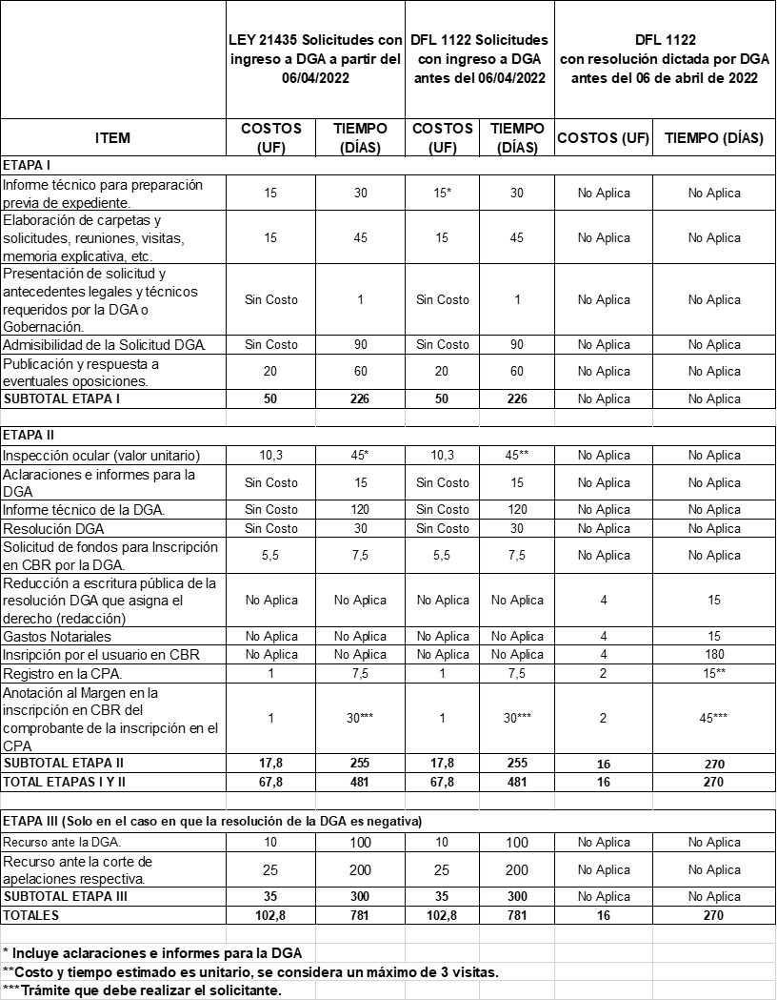 LEY 21435 Solicitudes con ingreso a DGA a partir del 06/04/2022 DFL 1122 Solicitudes con ingreso a DGA antes del 06/04/2022 DFL 1122 con resolución dictada por DGA antes del 06 de abril de 2022
ITEM COSTOS (UF) TIEMPO (DÍAS) COSTOS (UF) TIEMPO (DÍAS) COSTOS (UF) TIEMPO (DÍAS)
ETAPA I
Informe técnico para preparación previa de expediente. 15 30 15* 30 No Aplica No Aplica
Elaboración de carpetas y solicitudes, reuniones, visitas, memoria explicativa, etc. 15 45 15 45 No Aplica No Aplica
Presentación de solicitud y antecedentes legales y técnicos requeridos por la DGA o Gobernación. Sin Costo 1 Sin Costo 1 No Aplica No Aplica
Admisibilidad de la Solicitud DGA. Sin Costo 90 Sin Costo 90 No Aplica No Aplica
Publicación y respuesta a eventuales oposiciones. 20 60 20 60 No Aplica No Aplica
SUBTOTAL ETAPA I 50 226 50 226 No Aplica No Aplica
ETAPA II
Inspección ocular (valor unitario) 10,3 45* 10,3 45** No Aplica No Aplica
Aclaraciones e informes para la DGA Sin Costo 15 Sin Costo 15 No Aplica No Aplica
Informe técnico de la DGA. Sin Costo 120 Sin Costo 120 No Aplica No Aplica
Resolución DGA Sin Costo 30 Sin Costo 30 No Aplica No Aplica
Solicitud de fondos para Inscripción en CBR por la DGA. 5,5 7,5 5,5 7,5 No Aplica No Aplica
Reducción a escritura pública de la resolución DGA que asigna el derecho (redacción) No Aplica No Aplica No Aplica No Aplica 4 15
Gastos Notariales No Aplica No Aplica No Aplica No Aplica 4 15
Insripción por el usuario en CBR No Aplica No Aplica No Aplica No Aplica 4 180
Registro en la CPA. 1 7,5 1 7,5 2 15**
Anotación al Margen en la inscripción en CBR del comprobante de la inscripción en el CPA 1 30*** 1 30*** 2 45***
SUBTOTAL ETAPA II 17,8 255 17,8 255 16 270
TOTAL ETAPAS I Y II 67,8 481 67,8 481 16 270
ETAPA III (Solo en el caso en que la resolución de la DGA es negativa)
Recurso ante la DGA. 10 100 10 100 No Aplica No Aplica
Recurso ante la corte de apelaciones respectiva. 25 200 25 200 No Aplica No Aplica
SUBTOTAL ETAPA III 35 300 35 300 No Aplica No Aplica
TOTALES 102,8 781 102,8 781 16 270
* Incluye aclaraciones e informes para la DGA
**Costo y tiempo estimado es unitario, se considera un máximo de 3 visitas.
***Trámite que debe realizar el solicitante.